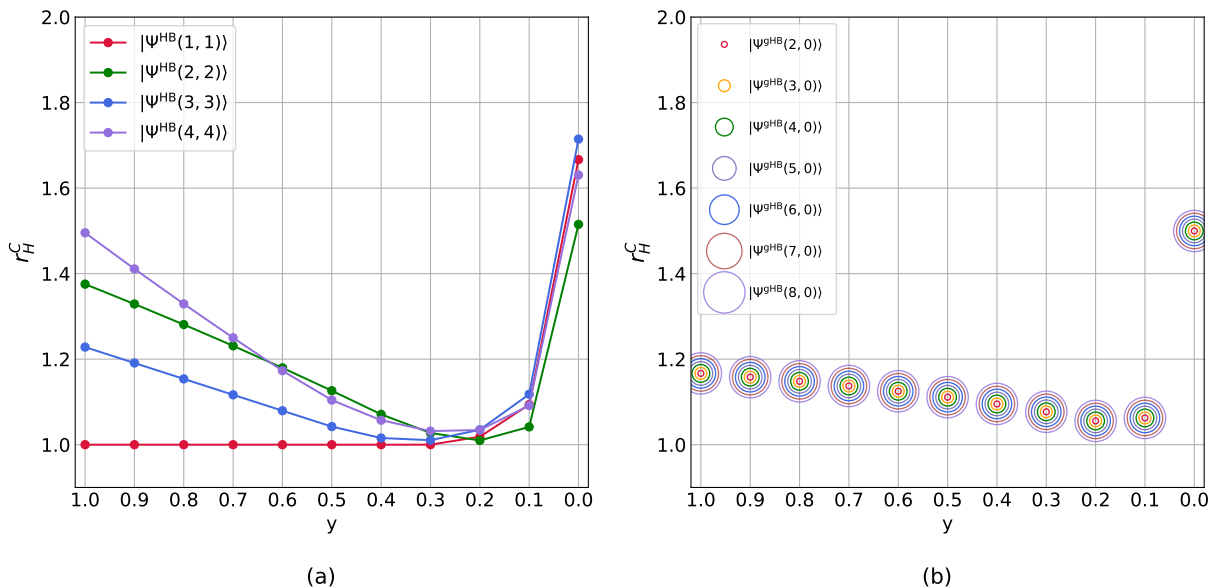 2.0
1.8
1.6
1.4
1.2
1.0
r_H^C
|Ψ^HB(1, 1)⟩
|Ψ^HB(2, 2)⟩
|Ψ^HB(3, 3)⟩
|Ψ^HB(4, 4)⟩
1.0 0.9 0.8 0.7 0.6 0.5 0.4 0.3 0.2 0.1 0.0
y
(a)
2.0
1.8
1.6
1.4
1.2
1.0
r_H^C
|Ψ^gHB(2, 0)⟩
|Ψ^gHB(3, 0)⟩
|Ψ^gHB(4, 0)⟩
|Ψ^gHB(5, 0)⟩
|Ψ^gHB(6, 0)⟩
|Ψ^gHB(7, 0)⟩
|Ψ^gHB(8, 0)⟩
1.0 0.9 0.8 0.7 0.6 0.5 0.4 0.3 0.2 0.1 0.0
y
(b)